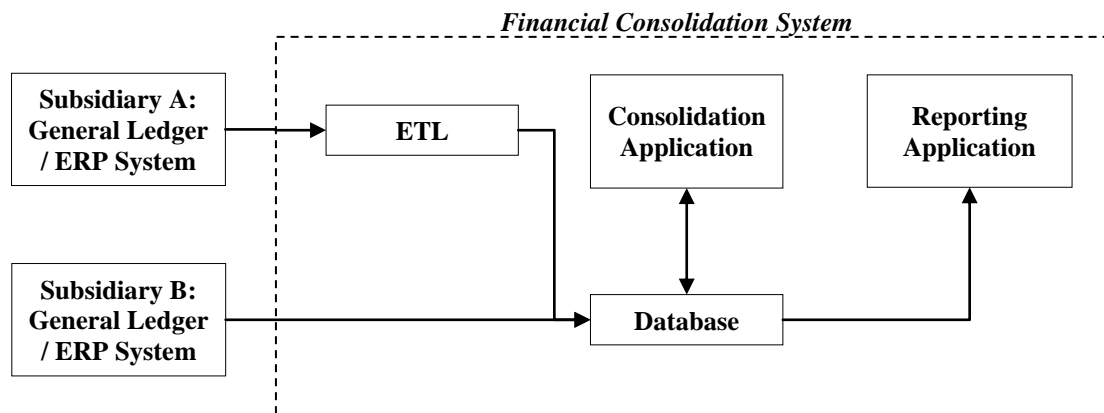 Financial Consolidation System
Subsidiary A:
General Ledger
/ ERP System
ETL
Consolidation
Application
Reporting
Application
Subsidiary B:
General Ledger
/ ERP System
Database